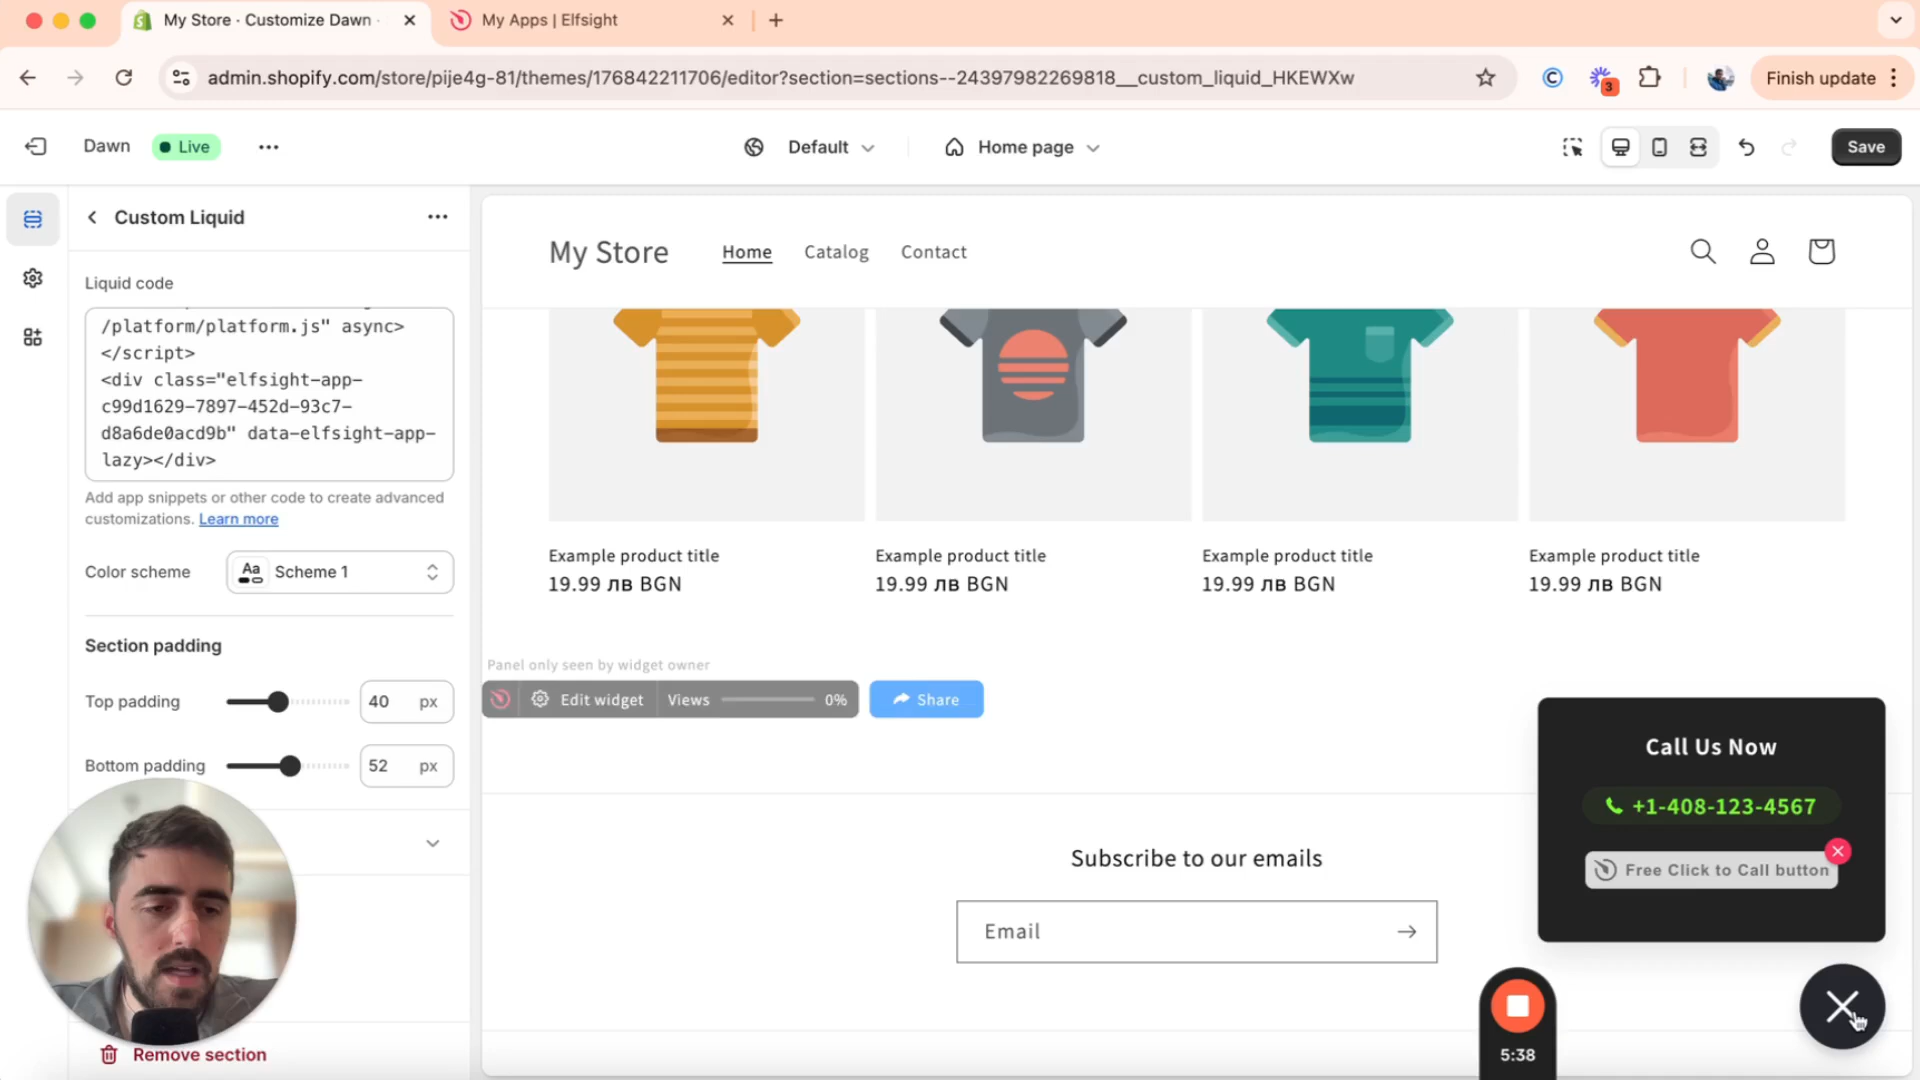 My Store · Customize Dawn ·
My Apps | Elfsight
admin.shopify.com/store/pije4g-81/themes/176842211706/editor?section=sections--24397982269818__custom_liquid_HKEWXw
3
Finish update
Dawn
Live
Default
Home page
Save
Custom Liquid
Liquid code
/platform/platform.js" async>
</script>
<div class="elfsight-app-
c99d1629-7897-452d-93c7-
d8a6de0acd9b" data-elfsight-app-
lazy></div>
Add app snippets or other code to create advanced
customizations. Learn more
Color scheme
Aa
Scheme 1
Section padding
Top padding
40 px
Bottom padding
52 px
Remove section
My Store
Home
Catalog
Contact
Example product title
19.99 лв BGN
Example product title
19.99 лв BGN
Example product title
19.99 лв BGN
Example product title
19.99 лв BGN
Panel only seen by widget owner
Edit widget
Views
0%
Share
Call Us Now
+1-408-123-4567
Free Click to Call button
Subscribe to our emails
Email
5:38